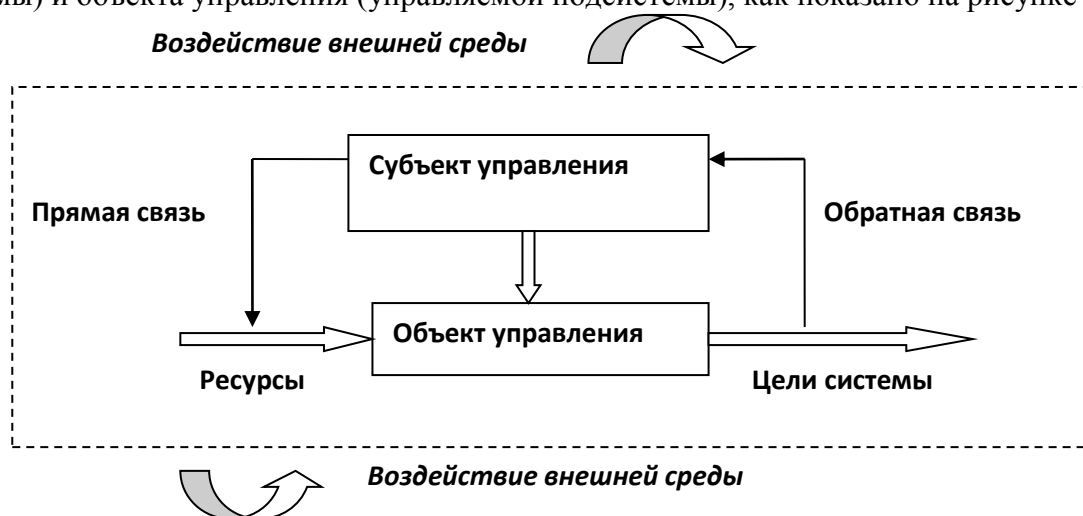 мы) и объекта управления (управляемой подсистемы), как показано на рисунке
Воздействие внешней среды
Субъект управления
Прямая связь
Обратная связь
Объект управления
Ресурсы
Цели системы
Воздействие внешней среды